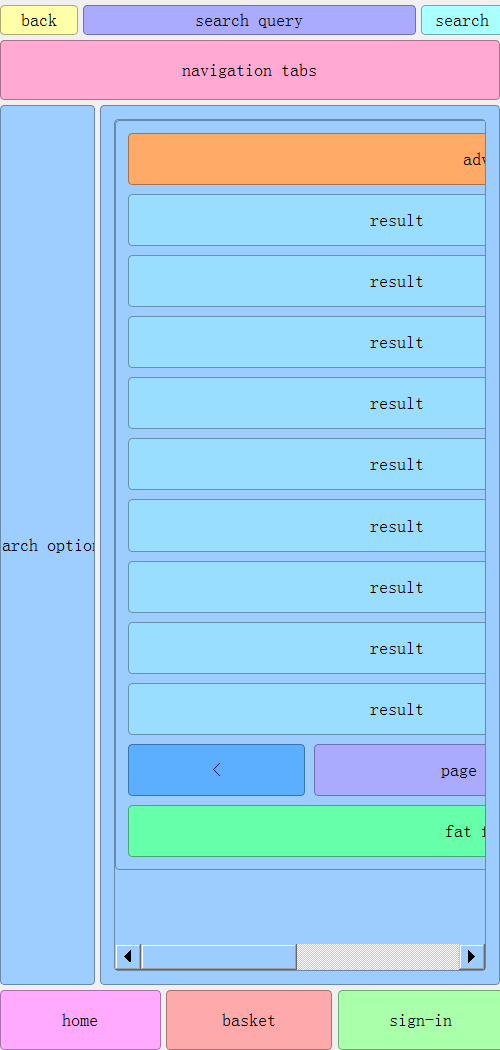 back
search query
search
navigation tabs
adv
result
result
result
result
result
arch option
result
result
result
result
< page
fat f
home
basket
sign-in